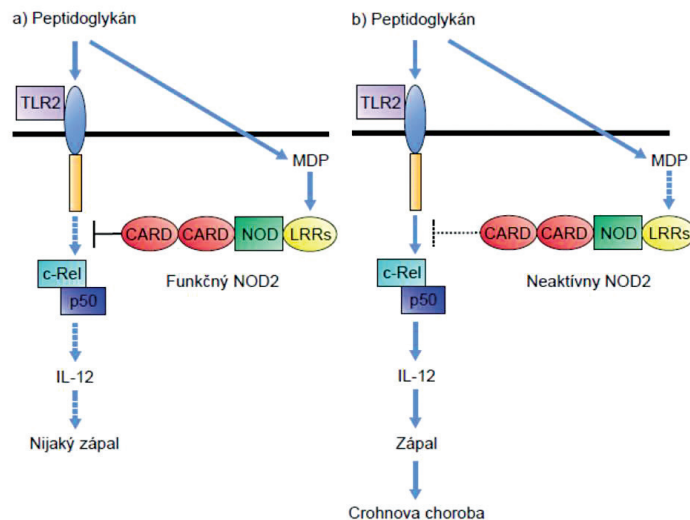 a) Peptidoglykán
TLR2
MDP
CARD CARD NOD LRRs
c-Rel
p50
Funkčný NOD2
IL-12
Nijaký zápal
b) Peptidoglykán
TLR2
MDP
CARD CARD NOD LRRs
c-Rel
p50
Neaktívny NOD2
IL-12
Zápal
Crohnova choroba